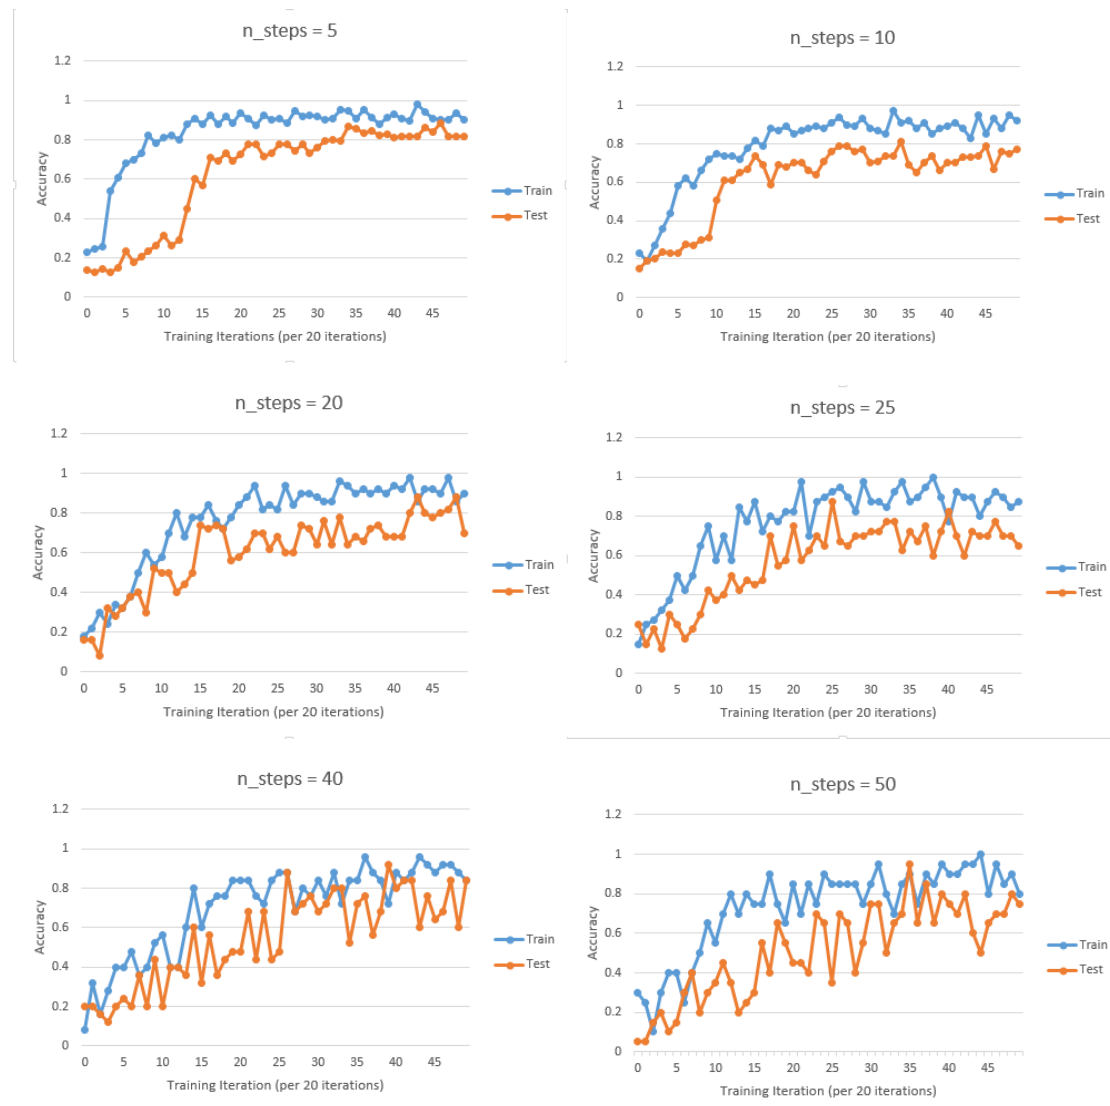 n_steps = 5
1.2
1
0.8
0.6
0.4
0.2
0
Accuracy
0 5 10 15 20 25 30 35 40 45
Training Iterations (per 20 iterations)
Train
Test
n_steps = 10
1.2
1
0.8
0.6
0.4
0.2
0
Accuracy
0 5 10 15 20 25 30 35 40 45
Training Iteration (per 20 iterations)
Train
Test
n_steps = 20
1.2
1
0.8
0.6
0.4
0.2
0
Accuracy
0 5 10 15 20 25 30 35 40 45
Training Iteration (per 20 iterations)
Train
Test
n_steps = 25
1.2
1
0.8
0.6
0.4
0.2
0
Accuracy
0 5 10 15 20 25 30 35 40 45
Training Iteration (per 20 iterations)
Train
Test
n_steps = 40
1.2
1
0.8
0.6
0.4
0.2
0
Accuracy
0 5 10 15 20 25 30 35 40 45
Training Iteration (per 20 iterations)
Train
Test
n_steps = 50
1.2
1
0.8
0.6
0.4
0.2
0
Accuracy
0 5 10 15 20 25 30 35 40 45
Training Iteration (per 20 iterations)
Train
Test